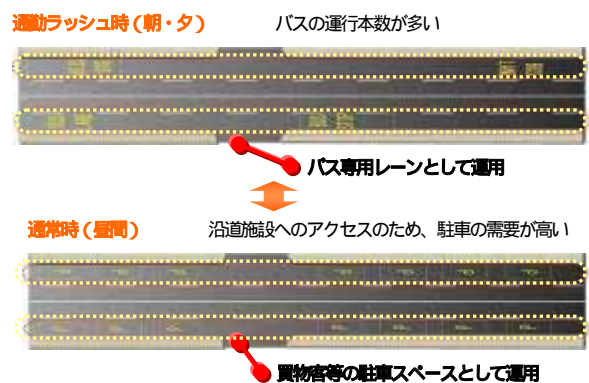 通勤ラッシュ時(朝・夕)
バスの運行本数が多い
バス専用レーンとして運用
通常時(昼間)
沿道施設へのアクセスのため、駐車の需要が高い
買物客等の駐車スペースとして運用